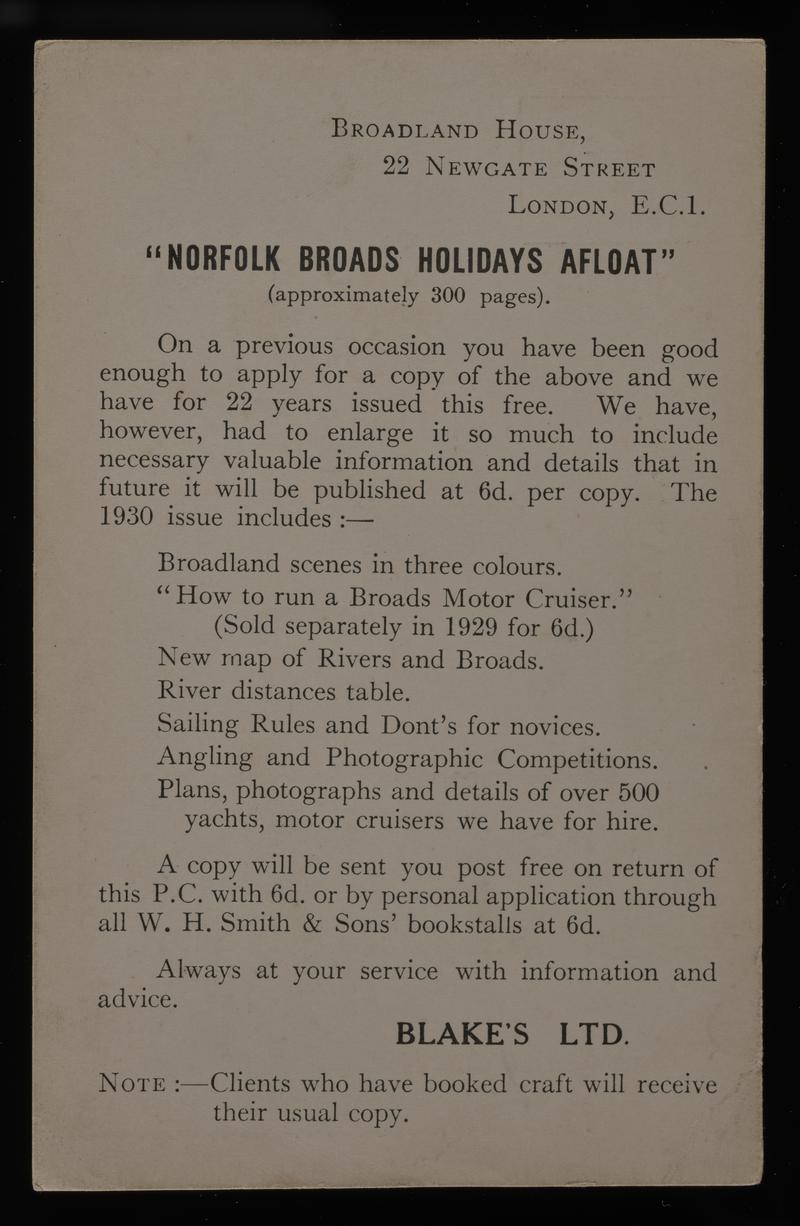 Broadland House,
22 Newgate Street
London, E.C.1.
"NORFOLK BROADS HOLIDAYS AFLOAT"
(approximately 300 pages).
On a previous occasion you have been good
enough to apply for a copy of the above and we
have for 22 years issued this free. We have,
however, had to enlarge it so much to include
necessary valuable information and details that in
future it will be published at 6d. per copy. The
1930 issue includes :—
Broadland scenes in three colours.
"How to run a Broads Motor Cruiser."
(Sold separately in 1929 for 6d.)
New map of Rivers and Broads.
River distances table.
Sailing Rules and Dont's for novices.
Angling and Photographic Competitions.
Plans, photographs and details of over 500
yachts, motor cruisers we have for hire.
A copy will be sent you post free on return of
this P.C. with 6d. or by personal application through
all W. H. Smith & Sons' bookstalls at 6d.
Always at your service with information and
advice.
BLAKE'S LTD.
Note :—Clients who have booked craft will receive
their usual copy.